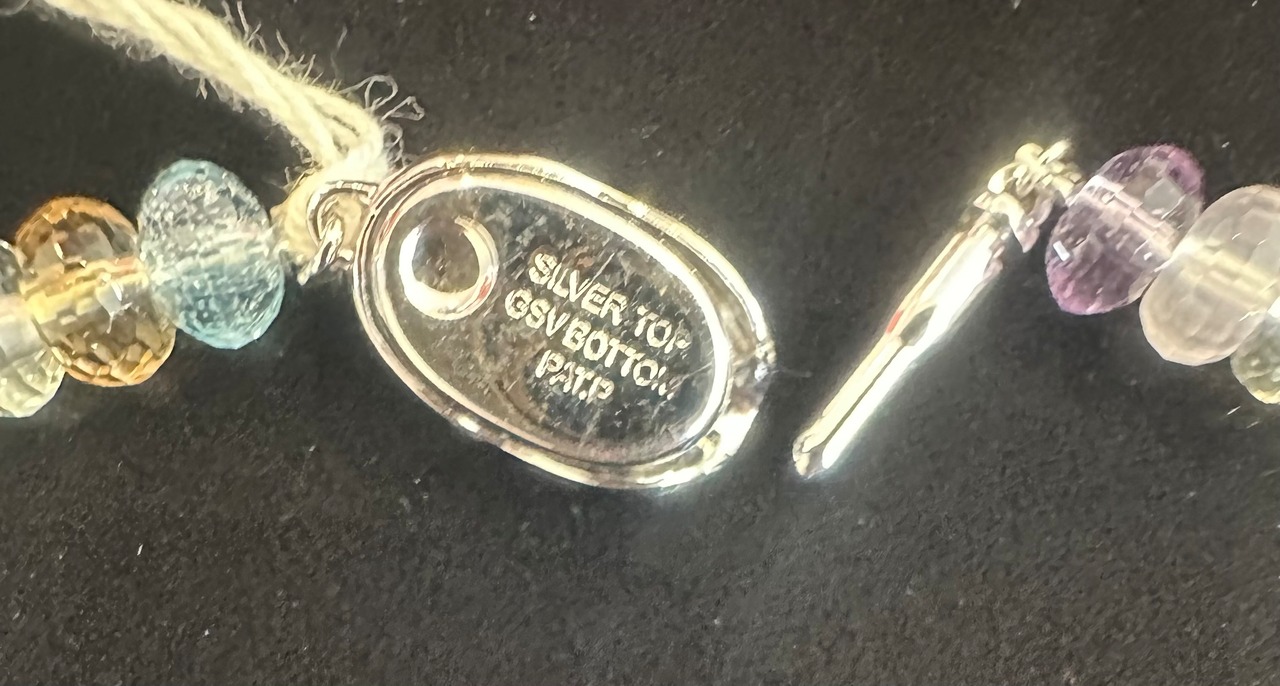 SILVER TOP
GSV BOTTOM
PAT.P